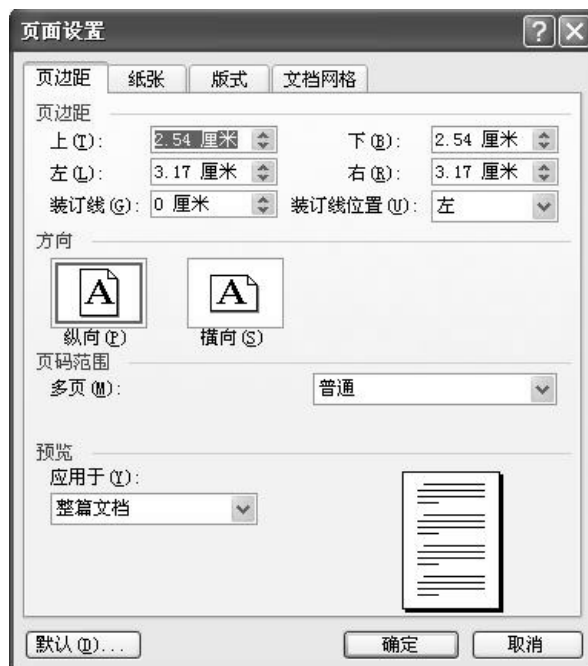 页面设置
页边距 纸张 版式 文档网格
页边距
上(T): 2.54 厘米 下(B): 2.54 厘米
左(L): 3.17 厘米 右(R): 3.17 厘米
装订线(G): 0 厘米 装订线位置(U): 左
方向
A A
纵向(P) 横向(S)
页码范围
多页(M): 普通
预览
应用于(Y):
整篇文档
默认(D)... 确定 取消